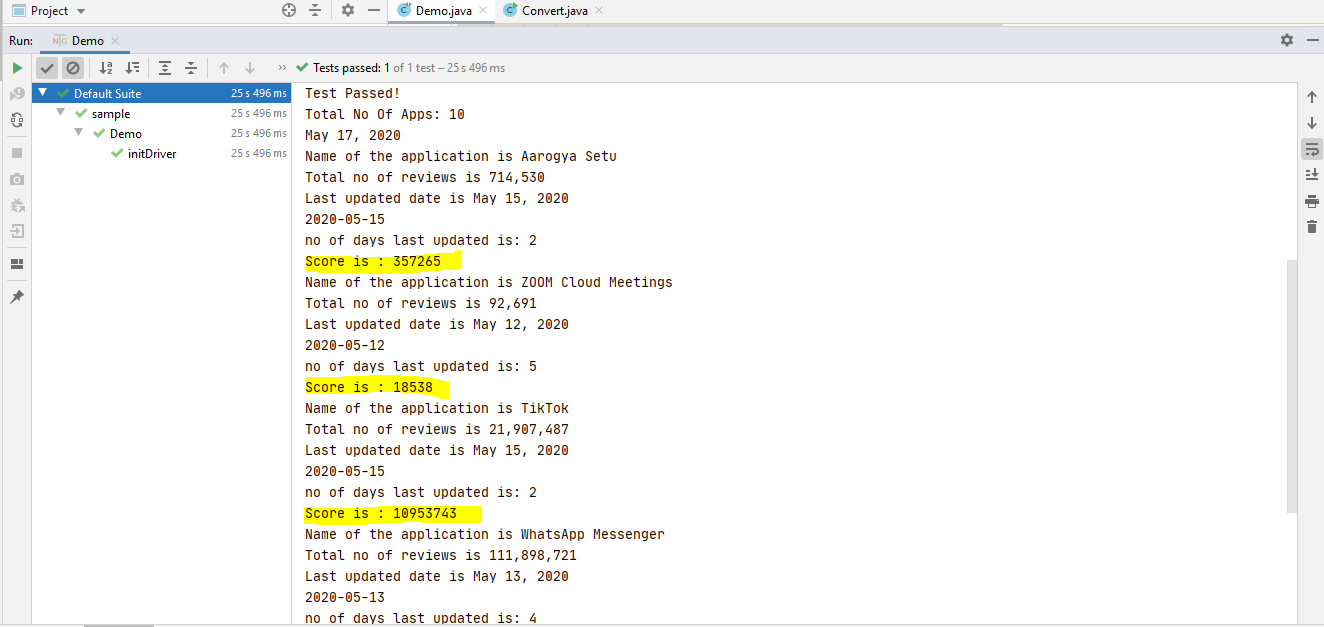 Project
Demo.java
Convert.java
Run:
Demo
Tests passed: 1 of 1 test – 25 s 496 ms
Default Suite 25 s 496 ms
sample 25 s 496 ms
Demo 25 s 496 ms
initDriver 25 s 496 ms
Test Passed!
Total No Of Apps: 10
May 17, 2020
Name of the application is Aarogya Setu
Total no of reviews is 714,530
Last updated date is May 15, 2020
2020-05-15
no of days last updated is: 2
Score is : 357265
Name of the application is ZOOM Cloud Meetings
Total no of reviews is 92,691
Last updated date is May 12, 2020
2020-05-12
no of days last updated is: 5
Score is : 18538
Name of the application is TikTok
Total no of reviews is 21,907,487
Last updated date is May 15, 2020
2020-05-15
no of days last updated is: 2
Score is : 10953743
Name of the application is WhatsApp Messenger
Total no of reviews is 111,898,721
Last updated date is May 13, 2020
2020-05-13
no of days last updated is: 4